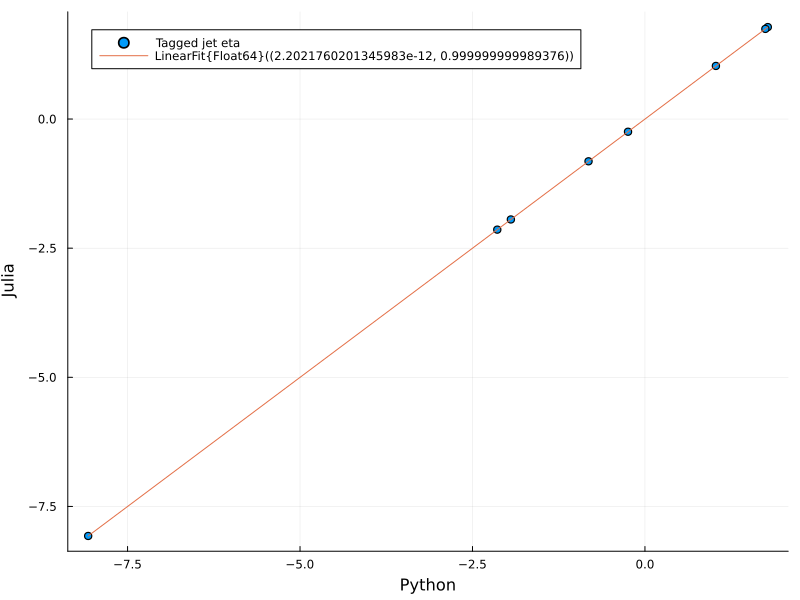 Tagged jet eta
LinearFit{Float64}((2.2021760201345983e-12, 0.999999999989376))
0.0
−2.5
−5.0
−7.5
Julia
−7.5 −5.0 −2.5 0.0
Python